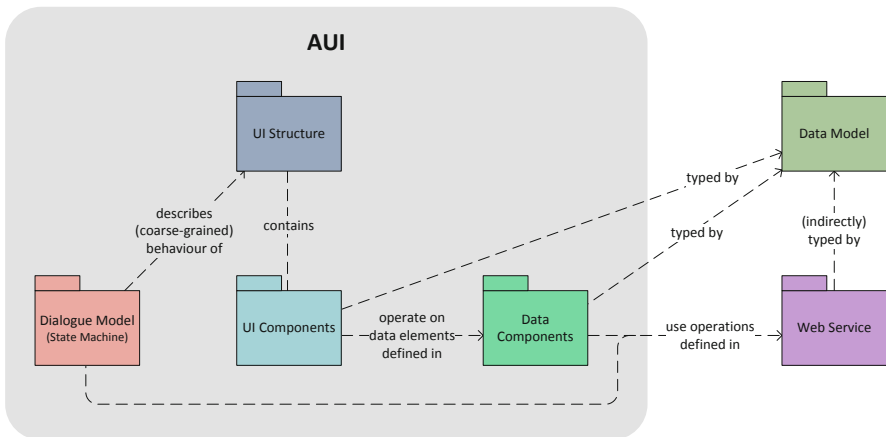 AUI
UI Structure
Data Model
typed by
describes
(coarse-grained)
behaviour of
contains
typed by
(indirectly)
typed by
Dialogue Model
(State Machine)
UI Components
operate on
data elements
defined in
Data
Components
use operations
defined in
Web Service